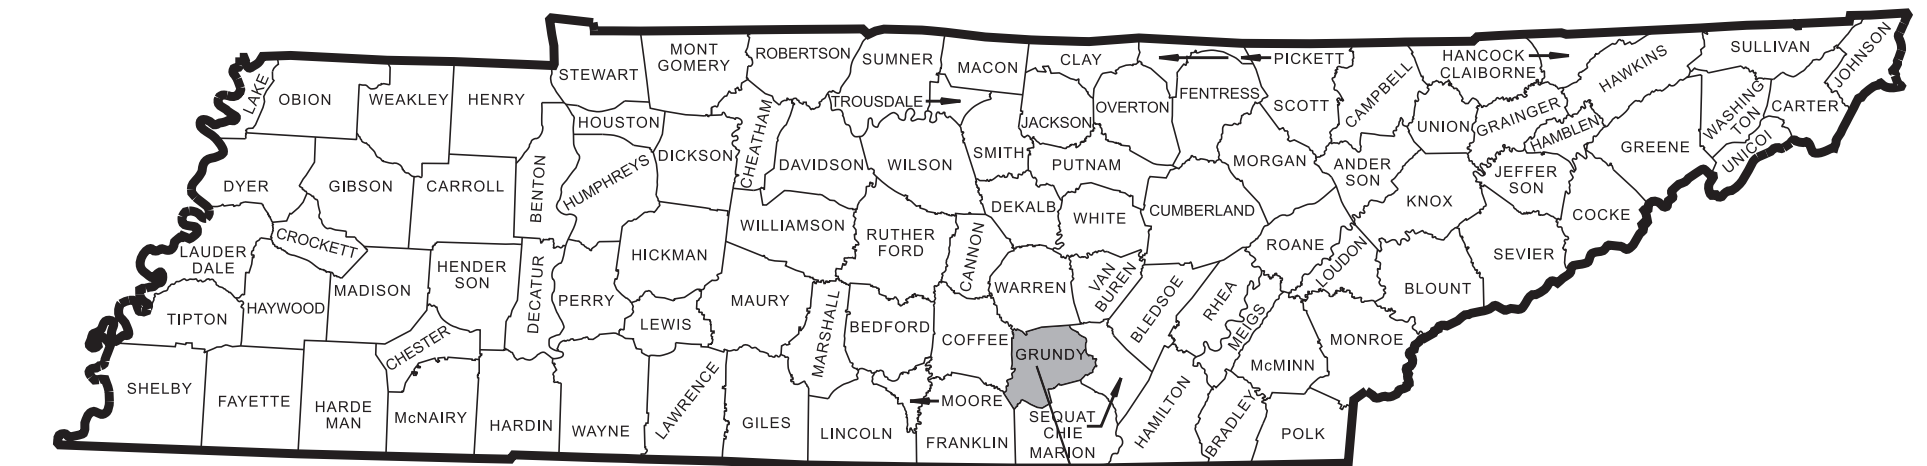 LAKE
OBION
WEAKLEY
HENRY
STEWART
MONT
GOMERY
ROBERTSON
SUMNER
MACON
CLAY
PICKETT
HANCOCK
CLAIBORNE
HAWKINS
SULLIVAN
JOHNSON
TROUSDALE
HOUSTON
CHEATHAM
JACKSON
OVERTON
FENTRESS
SCOTT
CAMPBELL
UNION
GRAINGER
HAMBLEN
GREENE
WASHING
TON
CARTER
UNICOI
DYER
GIBSON
CARROLL
BENTON
HUMPHREYS
DICKSON
DAVIDSON
WILSON
SMITH
PUTNAM
MORGAN
ANDER
SON
KNOX
JEFFER
SON
COCKE
LAUDER
DALE
CROCKETT
HENDER
SON
DECATUR
HICKMAN
WILLIAMSON
RUTHER
FORD
CANNON
DEKALB
WHITE
CUMBERLAND
ROANE
LOUDON
SEVIER
TIPTON
HAYWOOD
MADISON
PERRY
LEWIS
MAURY
MARSHALL
BEDFORD
WARREN
VAN
BUREN
BLEDSOE
RHEA
MEIGS
BLOUNT
CHESTER
COFFEE
GRUNDY
McMINN
MONROE
SHELBY
FAYETTE
HARDE
MAN
McNAIRY
HARDIN
WAYNE
LAWRENCE
GILES
LINCOLN
MOORE
FRANKLIN
SEQUAT
CHIE
MARION
HAMILTON
BRADLEY
POLK